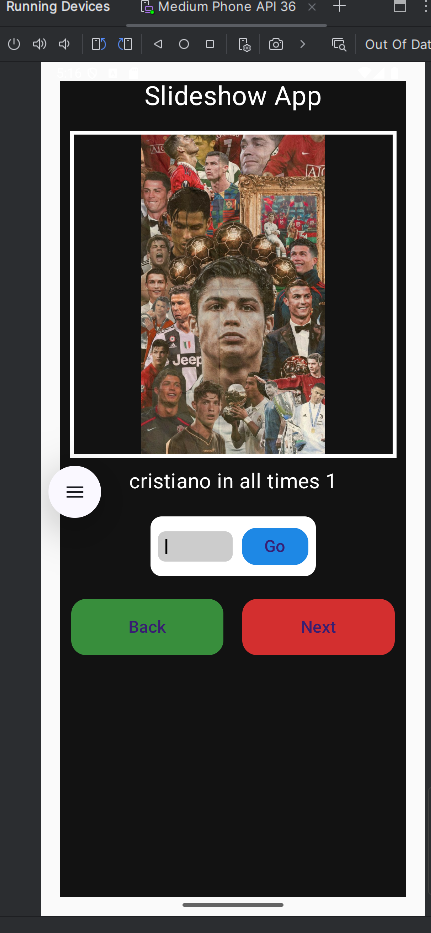 Running Devices
Medium Phone API 36
Out Of Dat
Slideshow App
Jeep
cristiano in all times 1
Go
Back
Next